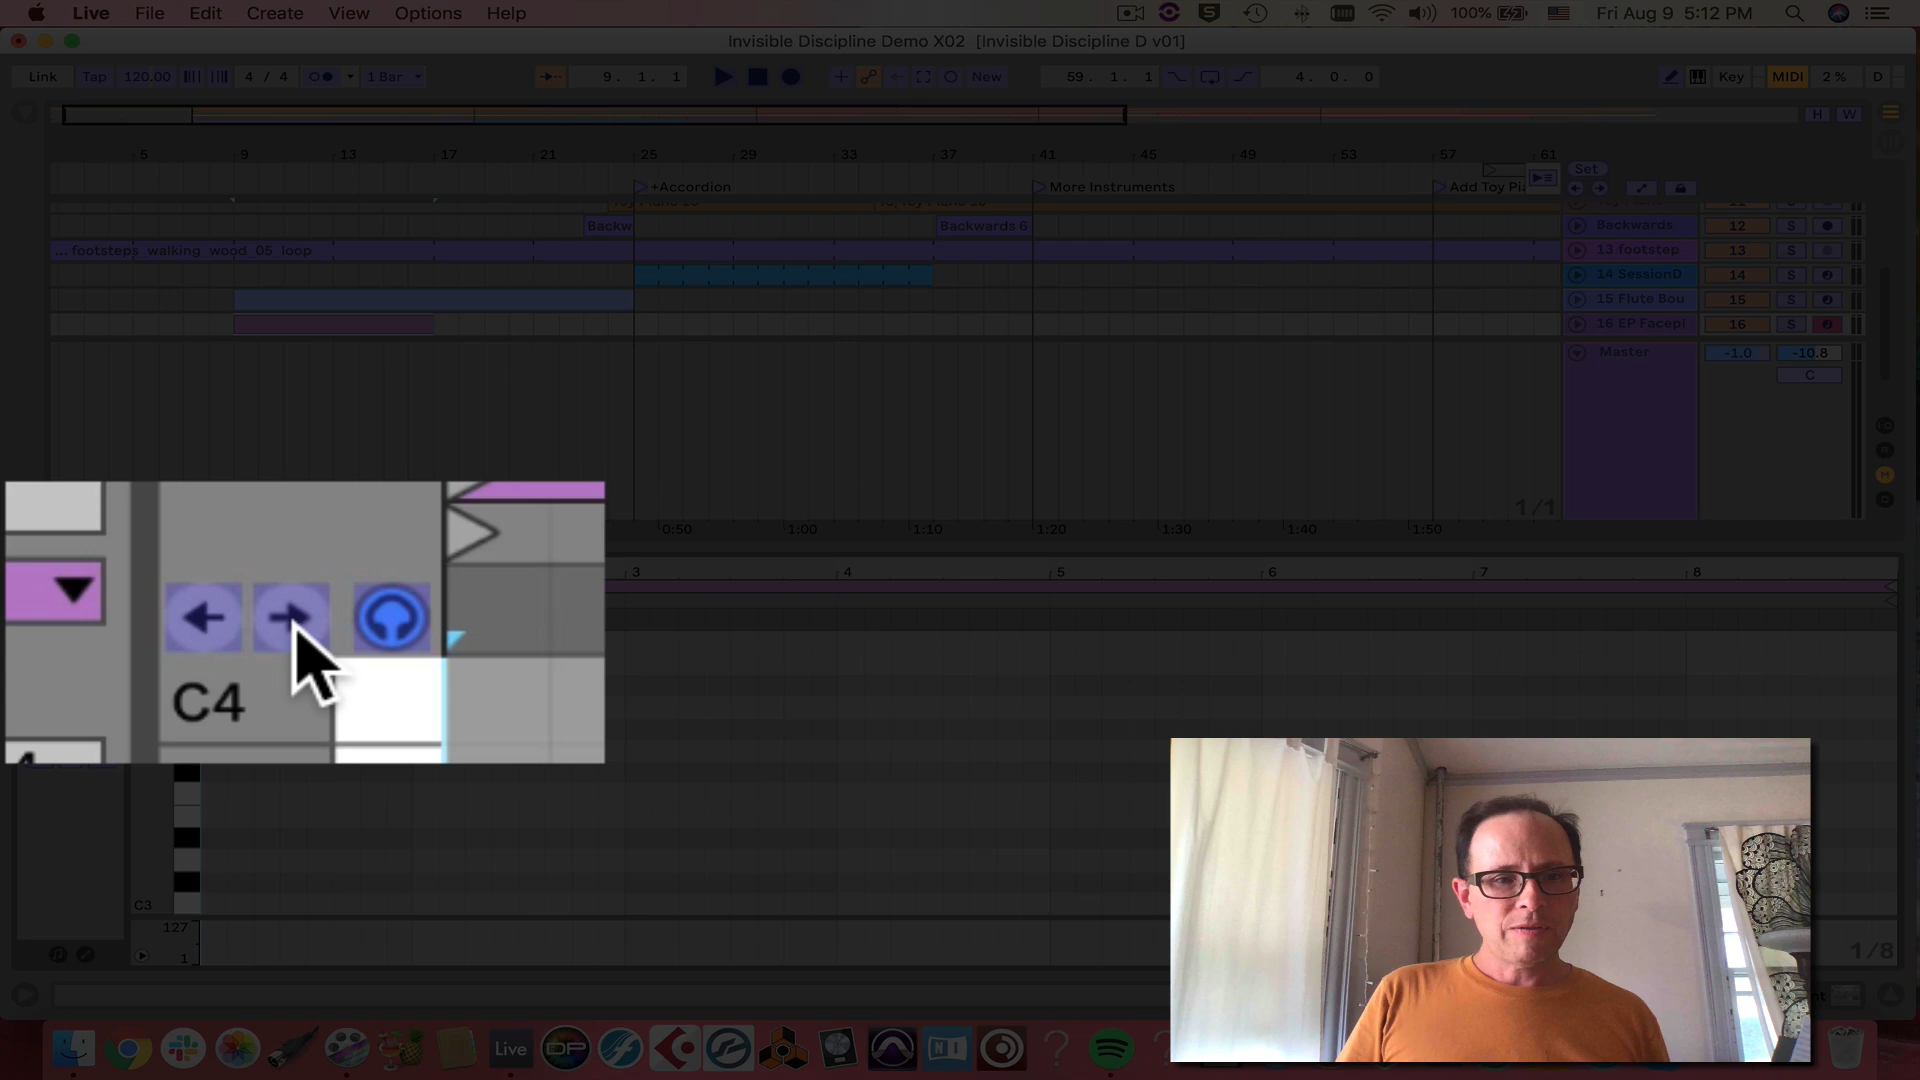 Live File Edit Create View Options Help
100% Fri Aug 9 5:12 PM
Invisible Discipline Demo X02 [Invisible Discipline D v01]
Link Tap 120.00 4 / 4 1 Bar 9. 1. 1 New 59. 1. 1 4. 0. 0 Key MIDI 2 % D
H W
5 9 13 17 21 25 29 33 37 41 45 49 53 57 61
Set
+Accordion More Instruments Add Toy
Backw Backwards 6 Backwards 12 S
... footsteps_walking_wood_05_loop 13 footstep 13 S
14 SessionD 14 S
15 Flute Bou 15 S
16 EP Facepl 16 S
Master -1.0 -10.8
C
1/1
0:50 1:00 1:10 1:20 1:30 1:40 1:50
3 4 5 6 7 8
C4
C3
127
1
1/8
Live DP NI